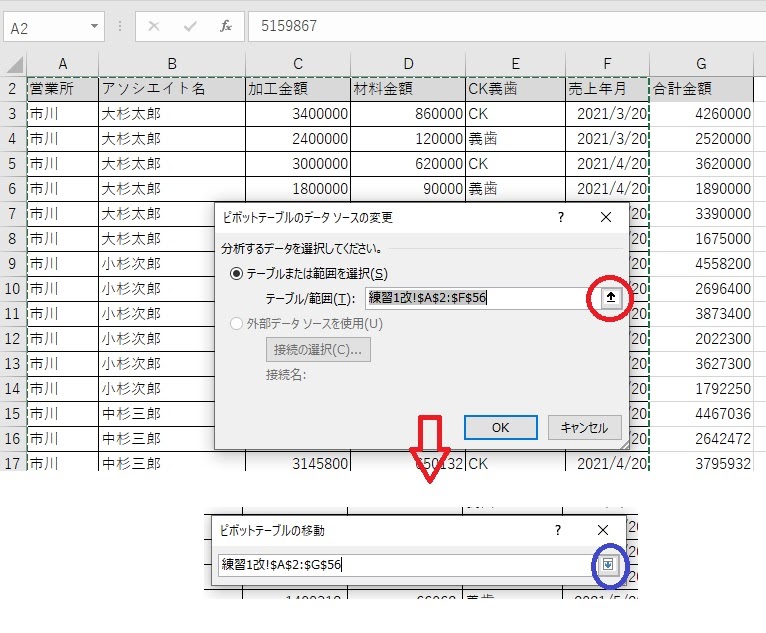 A2 fx 5159867
A B C D E F G
2 営業所 アソシエイト名 加工金額 材料金額 CK義歯 売上年月 合計金額
3 市川 大杉太郎 3400000 860000 CK 2021/3/20 4260000
4 市川 大杉太郎 2400000 120000 義歯 2021/3/20 2520000
5 市川 大杉太郎 3000000 620000 CK 2021/4/20 3620000
6 市川 大杉太郎 1800000 90000 義歯 2021/4/20 1890000
7 市川 大杉太郎 /20 3390000
8 市川 大杉太郎 /20 1675000
9 市川 小杉次郎 /20 4558200
10 市川 小杉次郎 /20 2696400
11 市川 小杉次郎 /20 3873400
12 市川 小杉次郎 /20 2022300
13 市川 小杉次郎 /20 3627300
14 市川 小杉次郎 /20 1792250
15 市川 中杉三郎 /20 4467036
16 市川 中杉三郎 /20 2642472
17 市川 中杉三郎 3145800 650132 CK 2021/4/20 3795932
ピボットテーブルのデータ ソースの変更 ?
分析するデータを選択してください。
テーブルまたは範囲を選択(S)
テーブル/範囲(T): 練習1改!$A$2:$F$56
外部データ ソースを使用(U)
接続の選択(C)...
接続名:
OK キャンセル
ピボットテーブルの移動 ?
練習1改!$A$2:$G$56